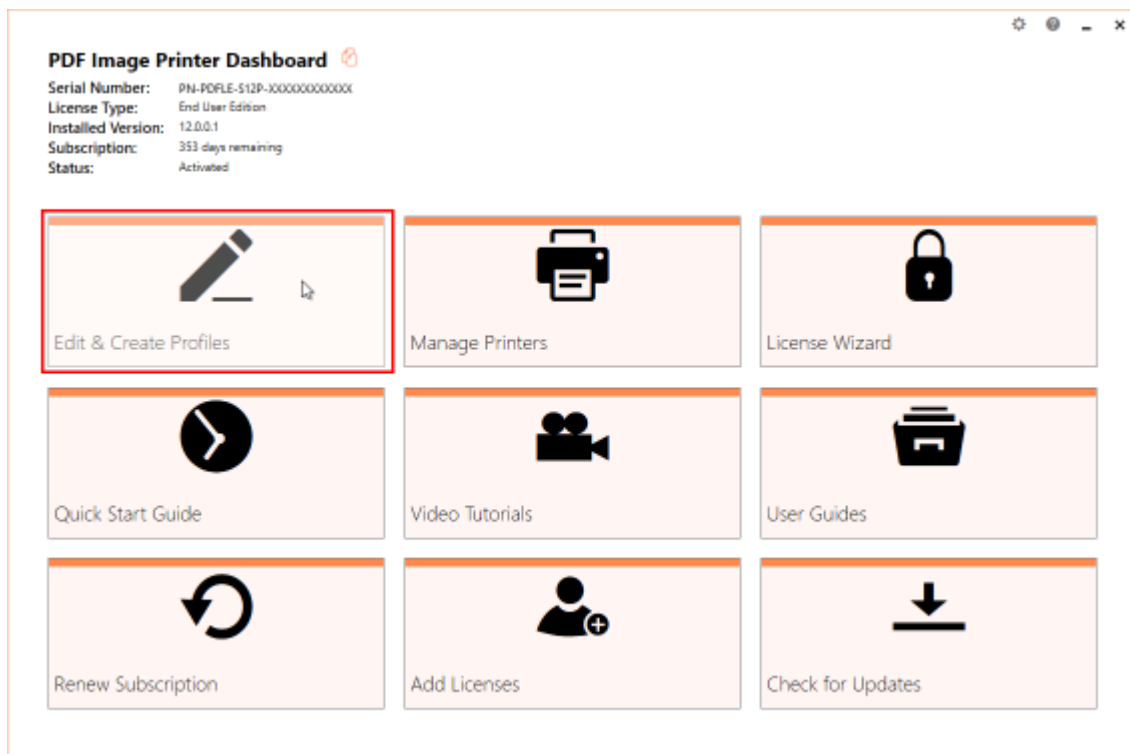 PDF Image Printer Dashboard
Serial Number: PN-PDFLE-S12P-XXXXXXXXXXXX
License Type: End User Edition
Installed Version: 12.0.0.1
Subscription: 353 days remaining
Status: Activated
Edit & Create Profiles
Manage Printers
License Wizard
Quick Start Guide
Video Tutorials
User Guides
Renew Subscription
Add Licenses
Check for Updates